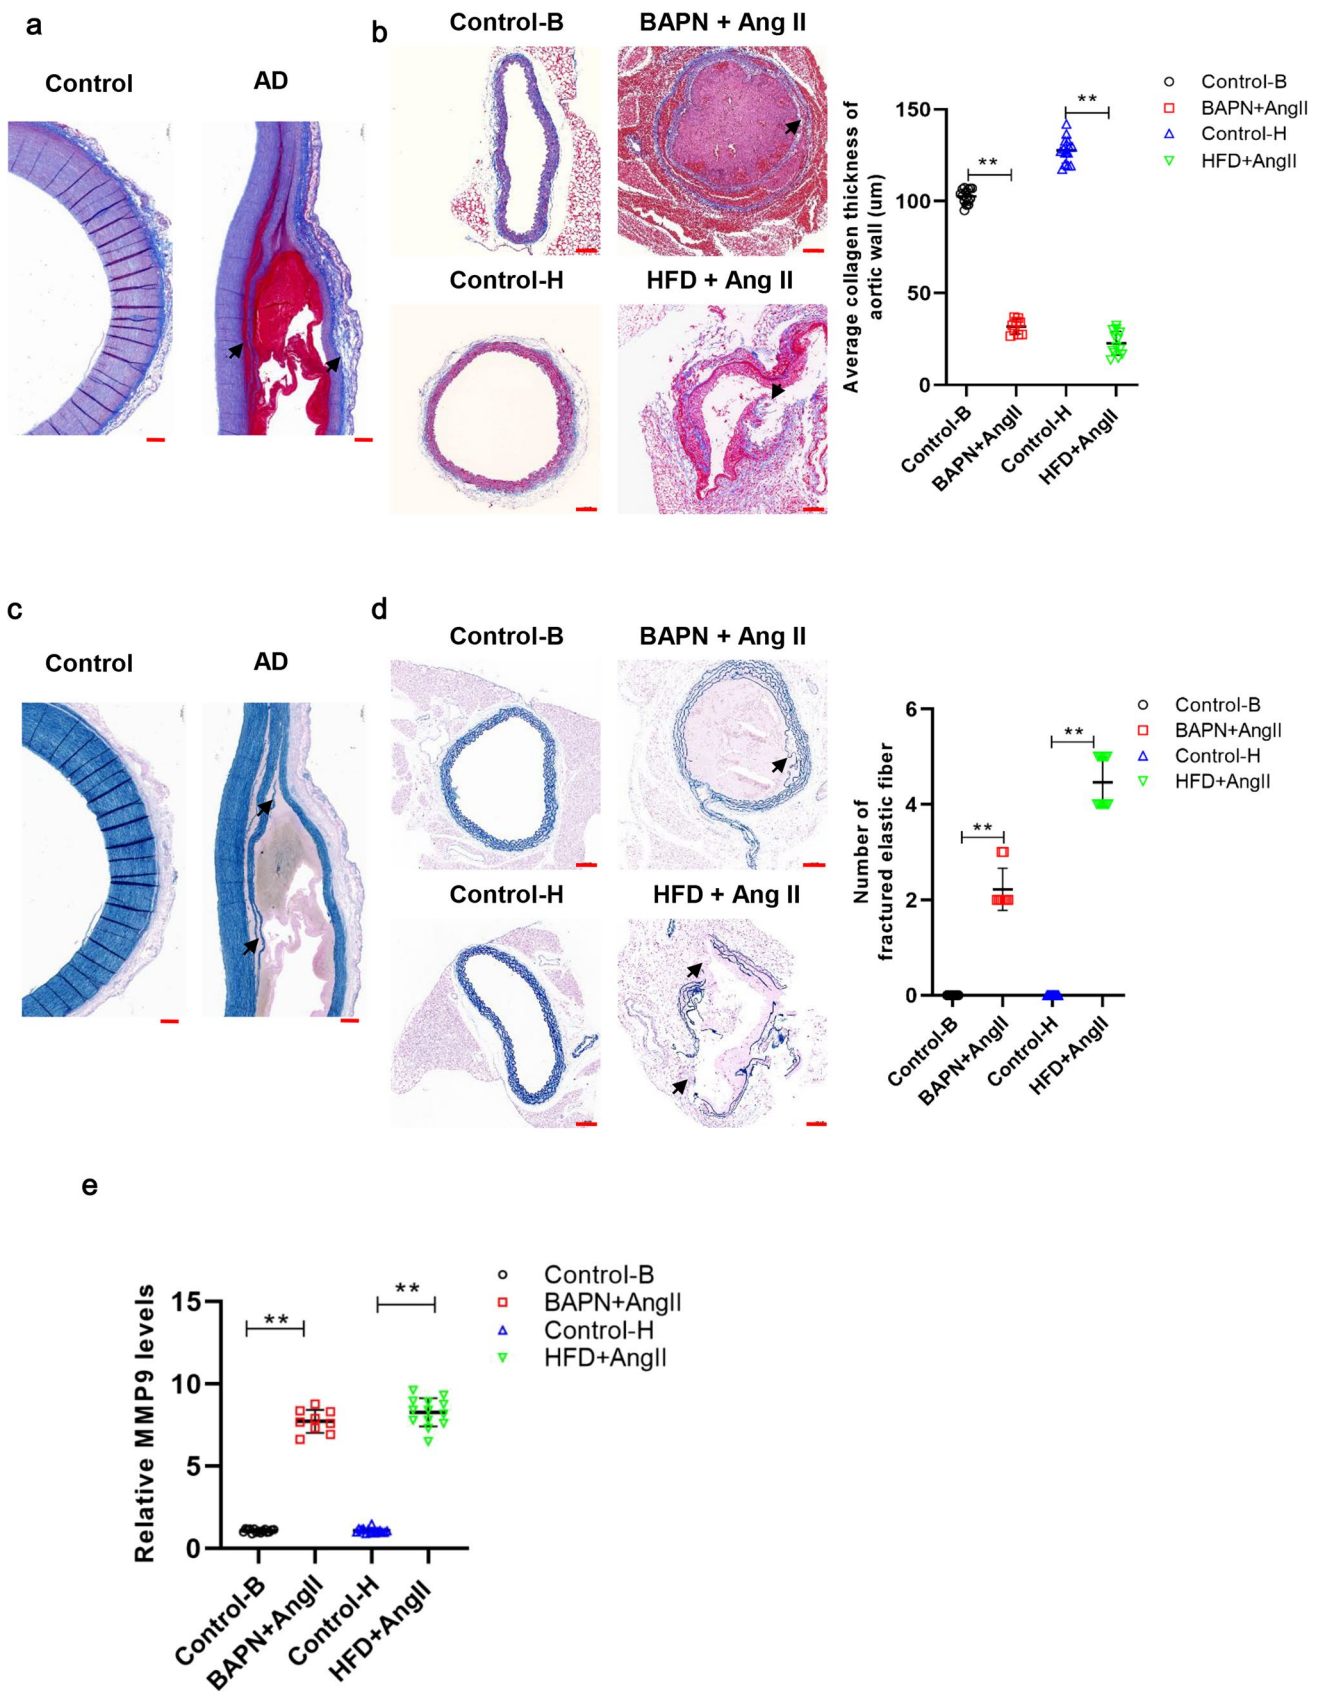 a
Control
AD
b
Control-B
BAPN + Ang II
Control-H
HFD + Ang II
Average collagen thickness of
aortic wall (um)
150
100
50
0
**
**
Control-B
BAPN+AngII
Control-H
HFD+AngII
Control-B
BAPN+AngII
Control-H
HFD+AngII
c
Control
AD
d
Control-B
BAPN + Ang II
Control-H
HFD + Ang II
Number of
fractured elastic fiber
6
4
2
0
**
**
Control-B
BAPN+AngII
Control-H
HFD+AngII
Control-B
BAPN+AngII
Control-H
HFD+AngII
e
Relative MMP9 levels
15
10
5
0
**
**
Control-B
BAPN+AngII
Control-H
HFD+AngII
Control-B
BAPN+AngII
Control-H
HFD+AngII